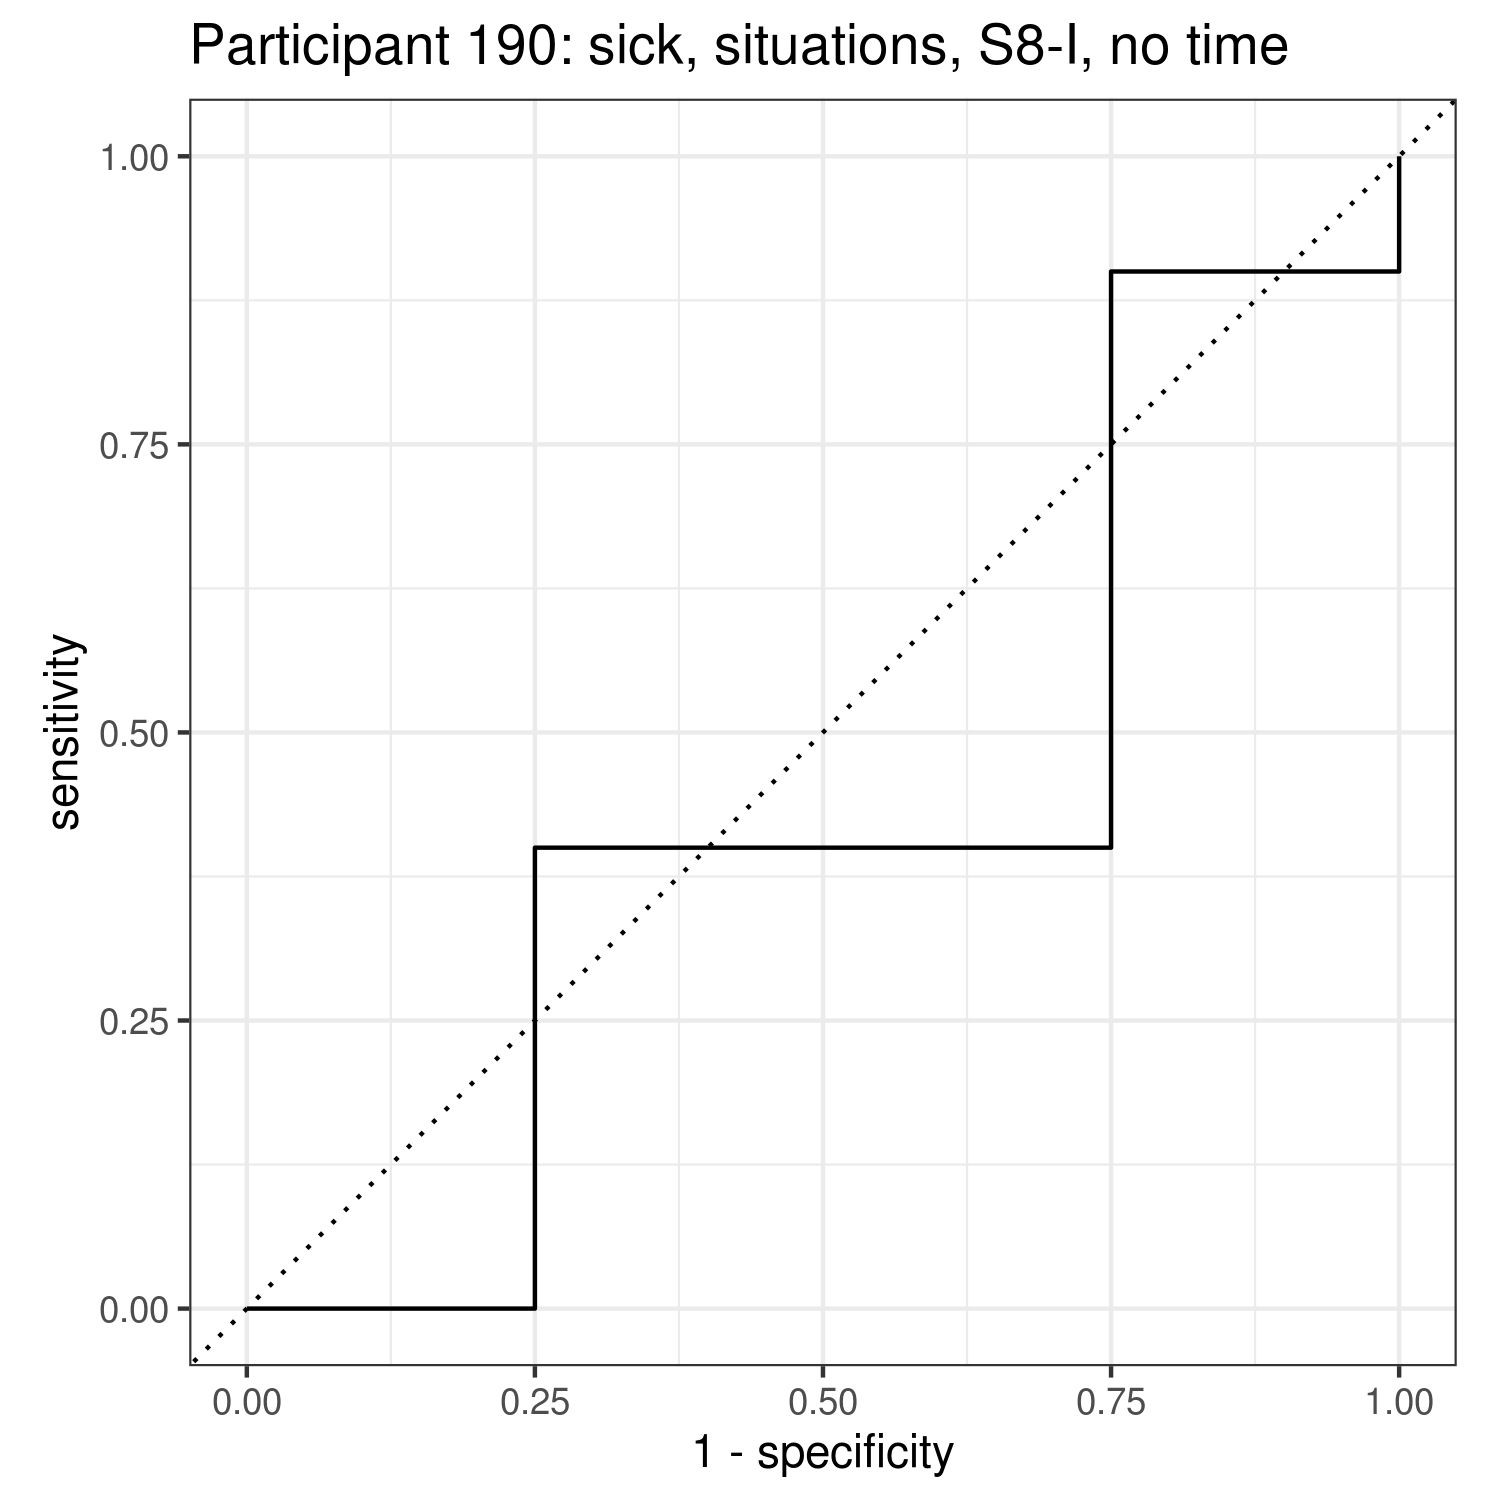 Participant 190: sick, situations, S8-I, no time
1.00
0.75
0.50
0.25
0.00
sensitivity
0.00 0.25 0.50 0.75 1.00
1 - specificity